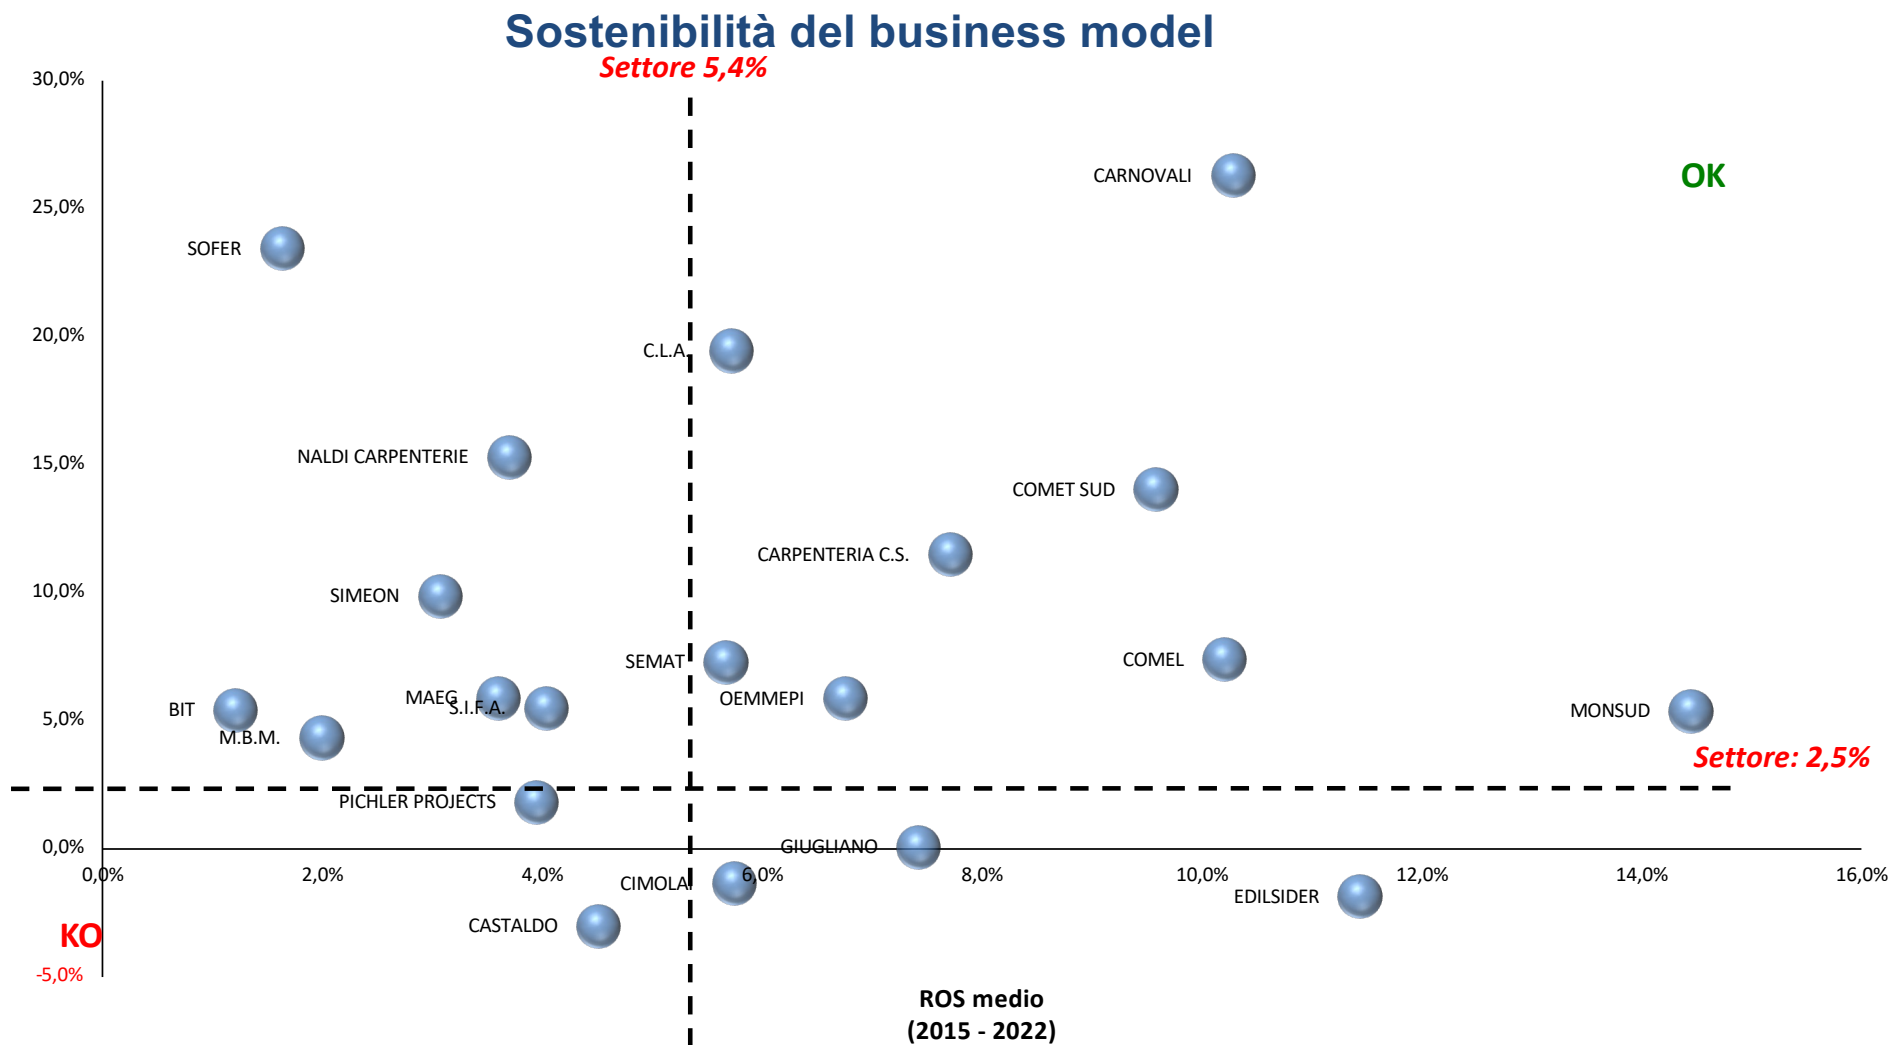 Sostenibilità del business model
Settore 5,4%
30,0%
CARNOVALI
OK
25,0%
SOFER
20,0%
C.L.A.
NALDI CARPENTERIE
15,0%
COMET SUD
CARPENTERIA C.S.
10,0%
SIMEON
SEMAT
COMEL
MAEG
S.I.F.A.
OEMMEPI
BIT
MONSUD
5,0%
M.B.M.
Settore: 2,5%
PICHLER PROJECTS
0,0%
GIUGLIANO
0,0%
2,0%
4,0%
6,0%
8,0%
10,0%
12,0%
14,0%
16,0%
CIMOLAI
EDILSIDER
CASTALDO
KO
-5,0%
ROS medio
(2015 - 2022)